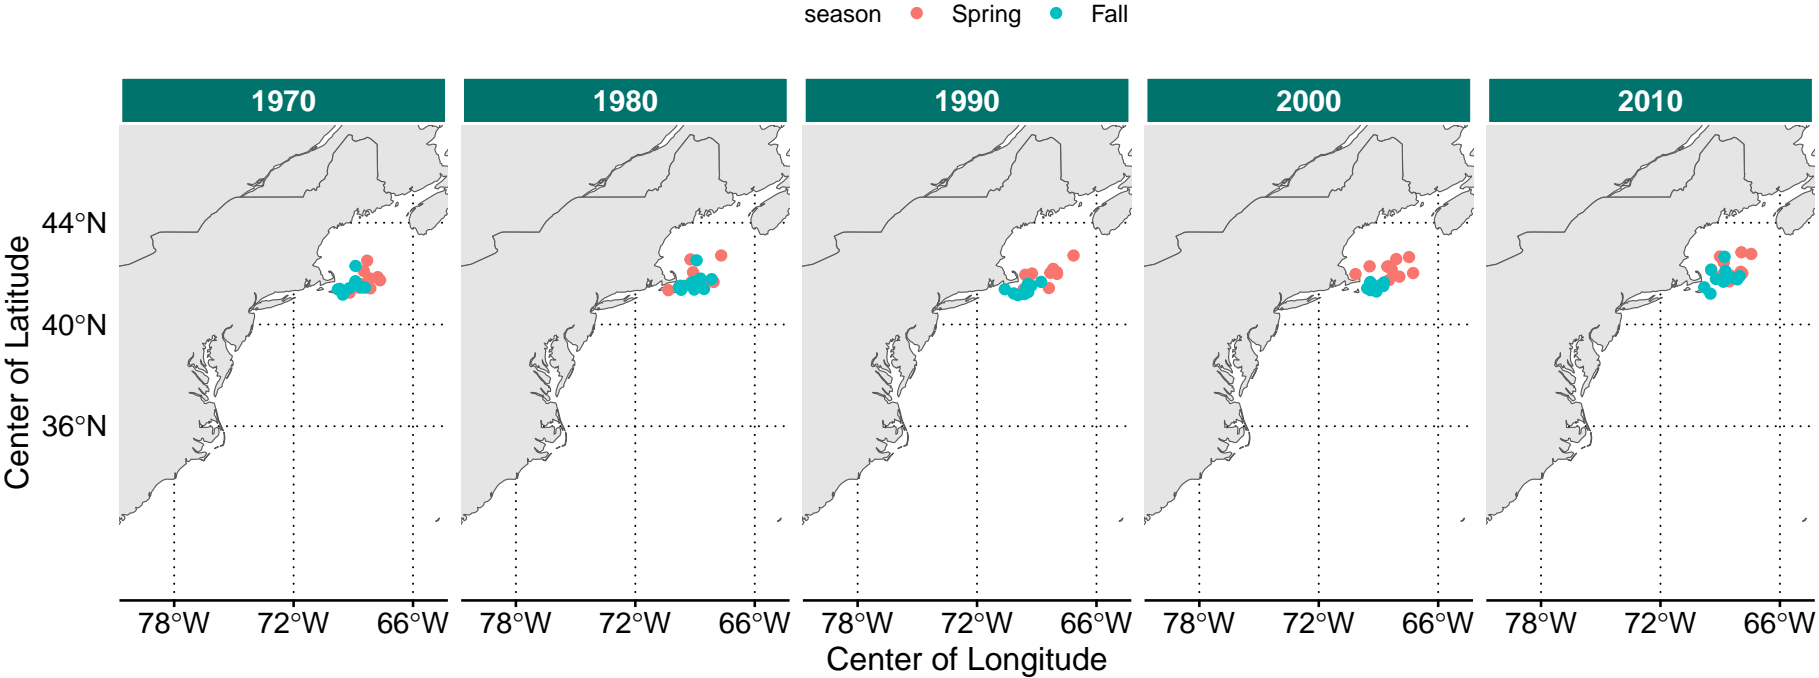 season Spring Fall
1970 1980 1990 2000 2010
44°N
40°N
36°N
Center of Latitude
78°W 72°W 66°W 78°W 72°W 66°W 78°W 72°W 66°W 78°W 72°W 66°W 78°W 72°W 66°W
Center of Longitude